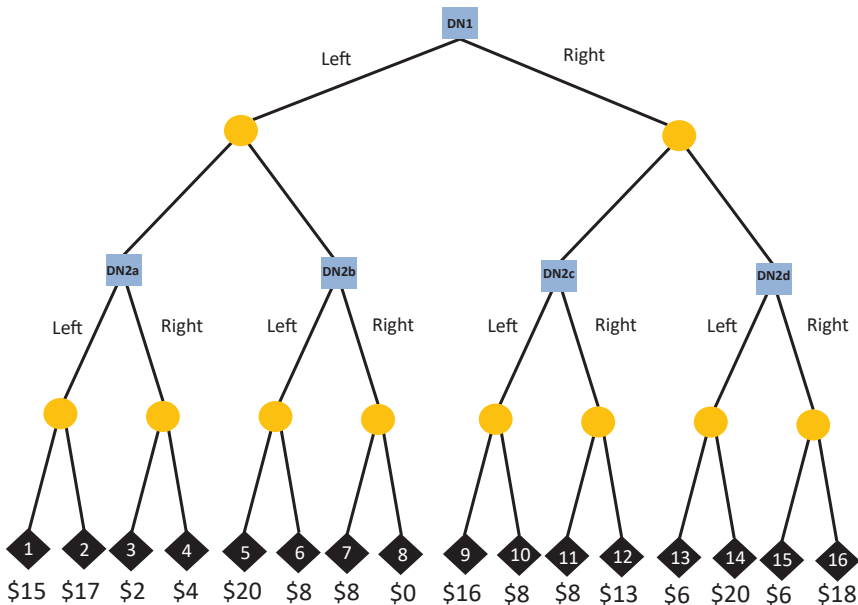 DN1
Left
Right
DN2a
DN2b
DN2c
DN2d
Left
Right
Left
Right
Left
Right
Left
Right
1 2 3 4 5 6 7 8 9 10 11 12 13 14 15 16
$15 $17 $2 $4 $20 $8 $8 $0 $16 $8 $8 $13 $6 $20 $6 $18